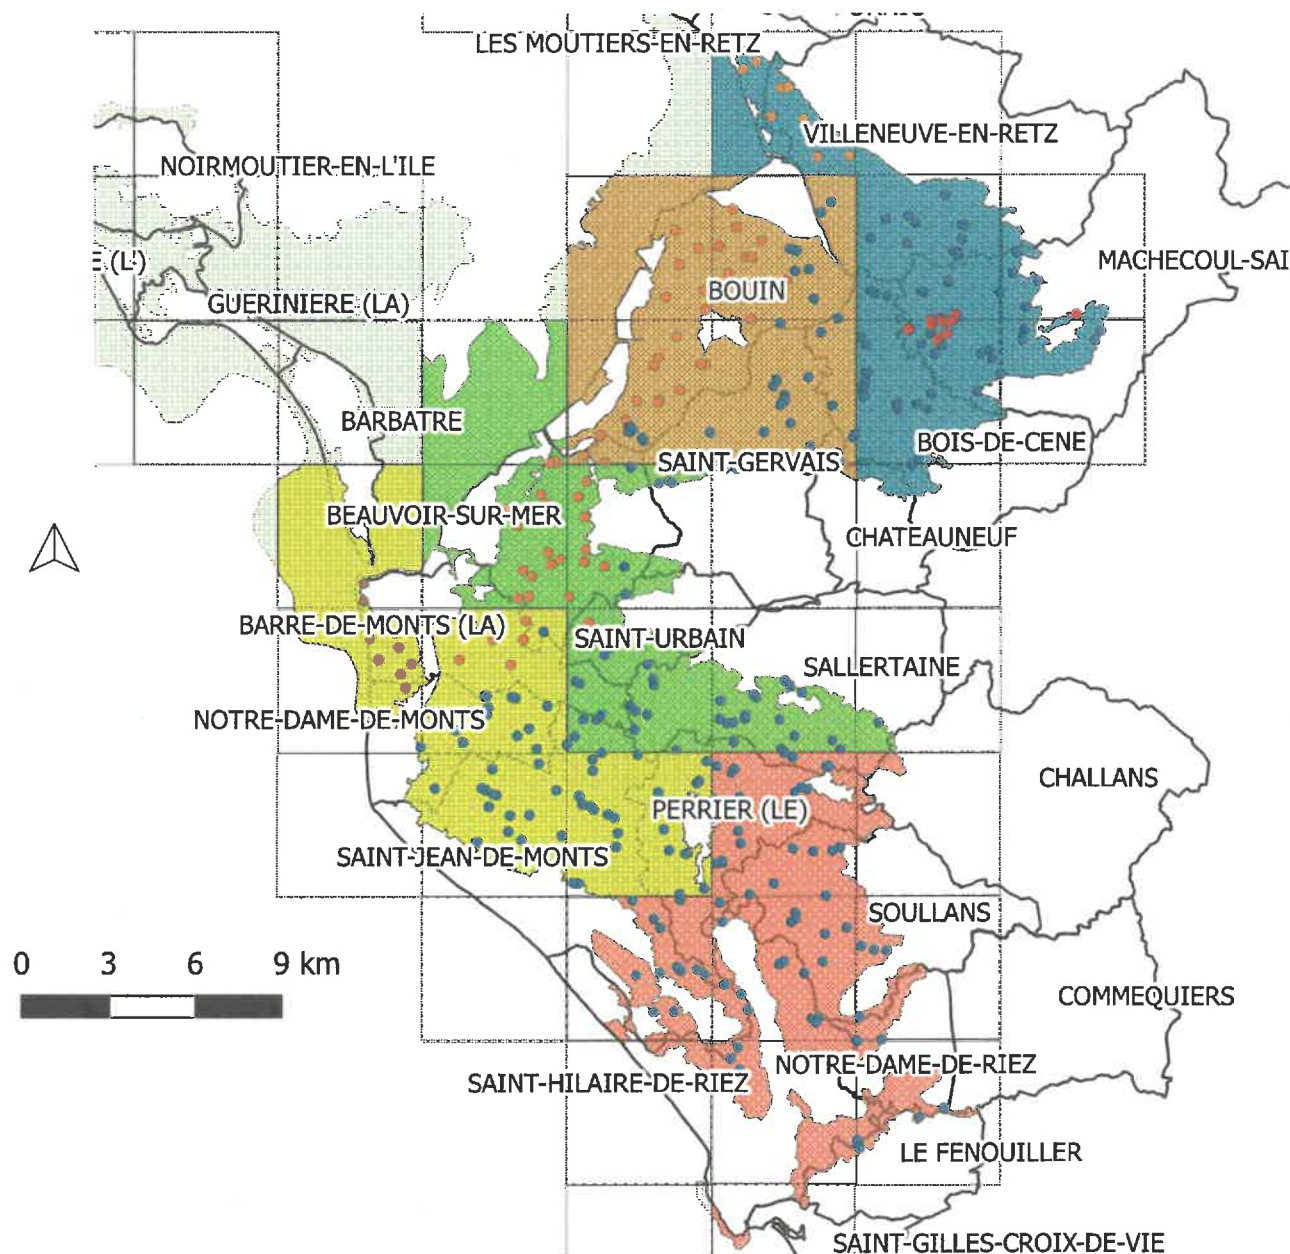 LES MOUTIERS-EN-RETZ
VILLENEUVE-EN-RETZ
NOIRMOUTIER-EN-L'ILE
E (L')
MACHECOUL-SAI
GUERINIERE (LA)
BOUIN
BARBATRE
BOIS-DE-CENE
SAINT-GERVAIS
BEAUVOIR-SUR-MER
CHATEAUNEUF
BARRE-DE-MONTS (LA)
SAINT-URBAIN
SALLERTAINE
NOTRE-DAME-DE-MONTS
CHALLANS
PERRIER (LE)
SAINT-JEAN-DE-MONTS
SOULLANS
0 3 6 9 km
COMMEQUIERS
NOTRE-DAME-DE-RIEZ
SAINT-HILAIRE-DE-RIEZ
LE FENOUILLER
SAINT-GILLES-CROIX-DE-VIE